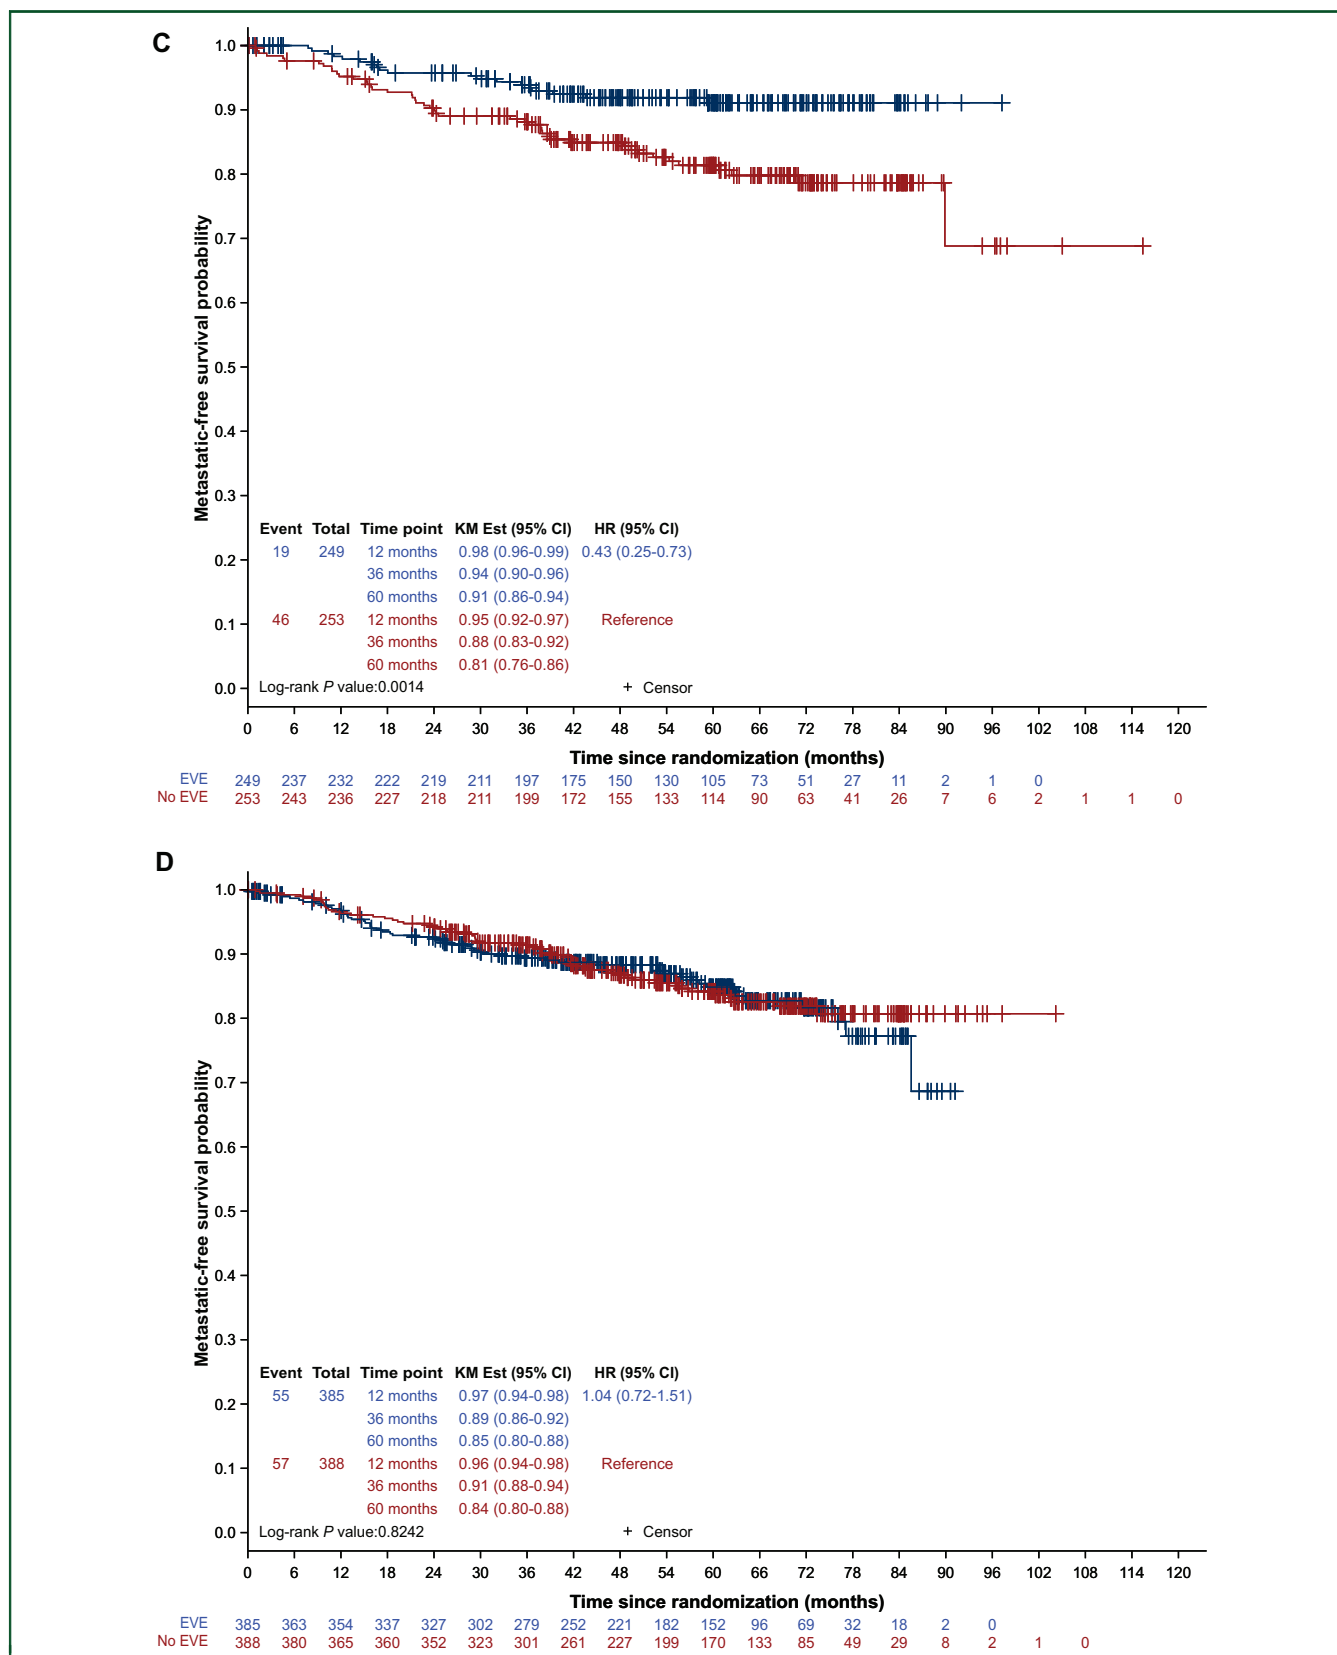 C
1.0
0.9
0.8
0.7
0.6
0.5
0.4
0.3
0.2
0.1
0.0
Metastatic-free survival probability
Event Total Time point KM Est (95% CI) HR (95% CI)
19 249 12 months 0.98 (0.96-0.99) 0.43 (0.25-0.73)
36 months 0.94 (0.90-0.96)
60 months 0.91 (0.86-0.94)
46 253 12 months 0.95 (0.92-0.97) Reference
36 months 0.88 (0.83-0.92)
60 months 0.81 (0.76-0.86)
Log-rank P value:0.0014 + Censor
0 6 12 18 24 30 36 42 48 54 60 66 72 78 84 90 96 102 108 114 120
Time since randomization (months)
EVE 249 237 232 222 219 211 197 175 150 130 105 73 51 27 11 2 1 0
No EVE 253 243 236 227 218 211 199 172 155 133 114 90 63 41 26 7 6 2 1 1 0
D
1.0
0.9
0.8
0.7
0.6
0.5
0.4
0.3
0.2
0.1
0.0
Metastatic-free survival probability
Event Total Time point KM Est (95% CI) HR (95% CI)
55 385 12 months 0.97 (0.94-0.98) 1.04 (0.72-1.51)
36 months 0.89 (0.86-0.92)
60 months 0.85 (0.80-0.88)
57 388 12 months 0.96 (0.94-0.98) Reference
36 months 0.91 (0.88-0.94)
60 months 0.84 (0.80-0.88)
Log-rank P value:0.8242 + Censor
0 6 12 18 24 30 36 42 48 54 60 66 72 78 84 90 96 102 108 114 120
Time since randomization (months)
EVE 385 363 354 337 327 302 279 252 221 182 152 96 69 32 18 2 0
No EVE 388 380 365 360 352 323 301 261 227 199 170 133 85 49 29 8 2 1 0